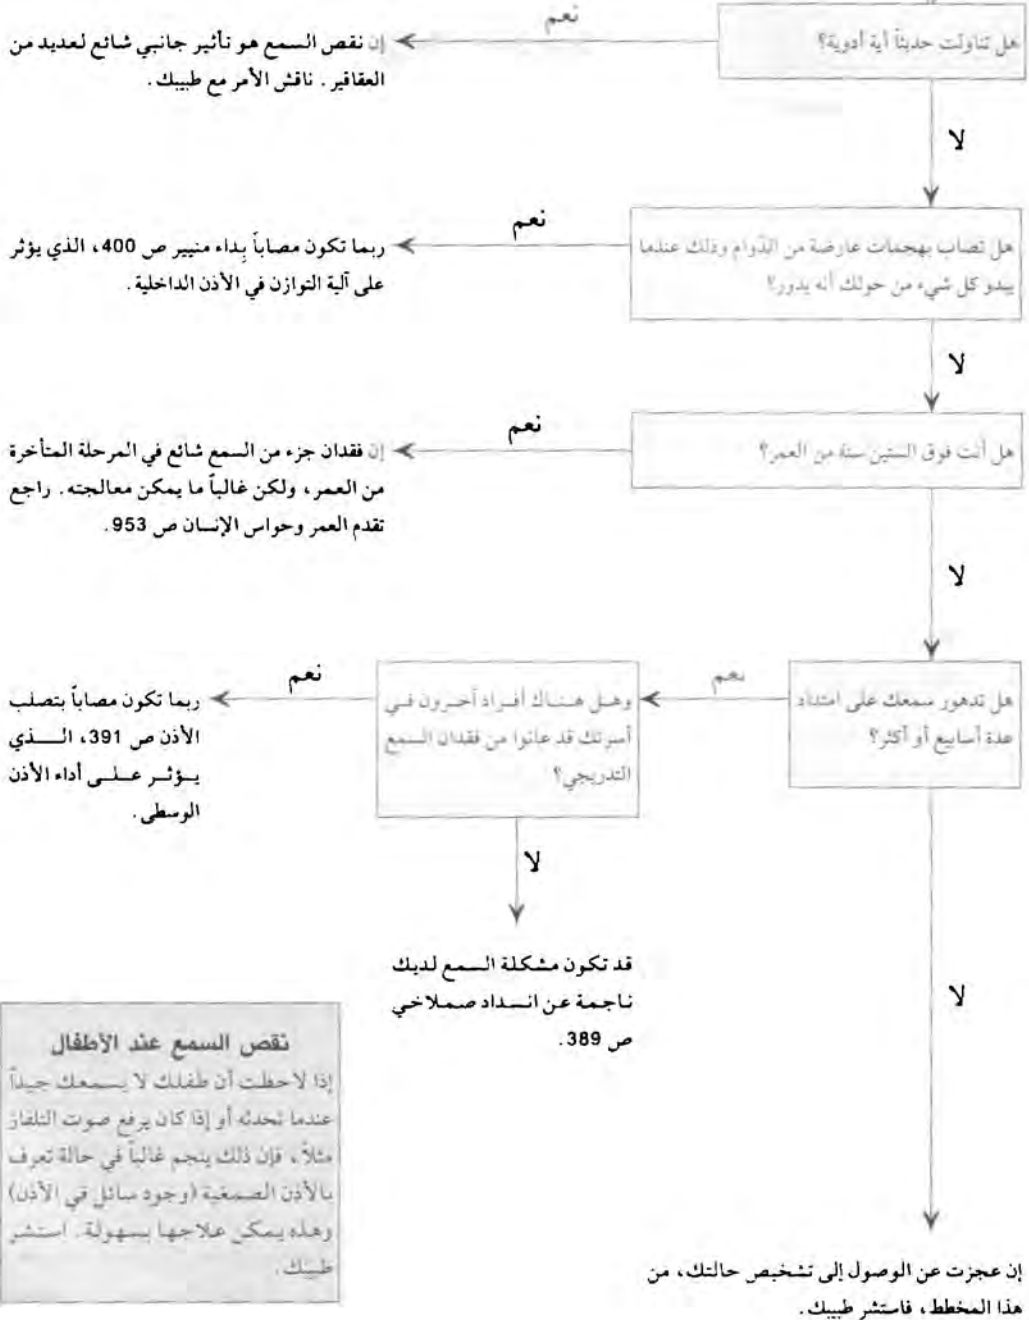 هل تناولت حديثاً أية أدوية؟
نعم
إن نقص السمع هو تأثير جانبي شائع لعديد من
العقاقير. ناقش الأمر مع طبيبك.
لا
هل تصاب بهجمات عارضة من الدُوام وذلك عندما
يبدو كل شيء من حولك أنه يدور؟
نعم
ربما تكون مصاباً بِداء منيير ص 400، الذي يؤثر
على آلية التوازن في الأذن الداخلية.
لا
هل أنت فوق الستين سنة من العمر؟
نعم
إن فقدان جزء من السمع شائع في المرحلة المتأخرة
من العمر، ولكن غالباً ما يمكن معالجته. راجع
تقدم العمر وحواس الإنسان ص 953.
لا
هل تدهور سمعك على امتداد
عدة أسابيع أو أكثر؟
نعم
وهل هناك أفراد آخرون في
أسرتك قد عانوا من فقدان السمع
التدريجي؟
نعم
ربما تكون مصاباً بتصلب
الأذن ص 391، الذي
يؤثر على أداء الأذن
الوسطى.
لا
قد تكون مشكلة السمع لديك
ناجمة عن انسداد صملاخي
ص 389.
لا
إن عجزت عن الوصول إلى تشخيص حالتك، من
هذا المخطط، فاستشر طبيبك.
نقص السمع عند الأطفال
إذا لاحظت أن طفلك لا يسمعك جيداً
عندما تحدثه أو إذا كان يرفع صوت التلفاز
مثلاً، فإن ذلك ينجم غالباً في حالة تعرف
بالأذن الصمغية (وجود سائل في الأذن)
وهذه يمكن علاجها بسهولة. استشر
طبيبك.